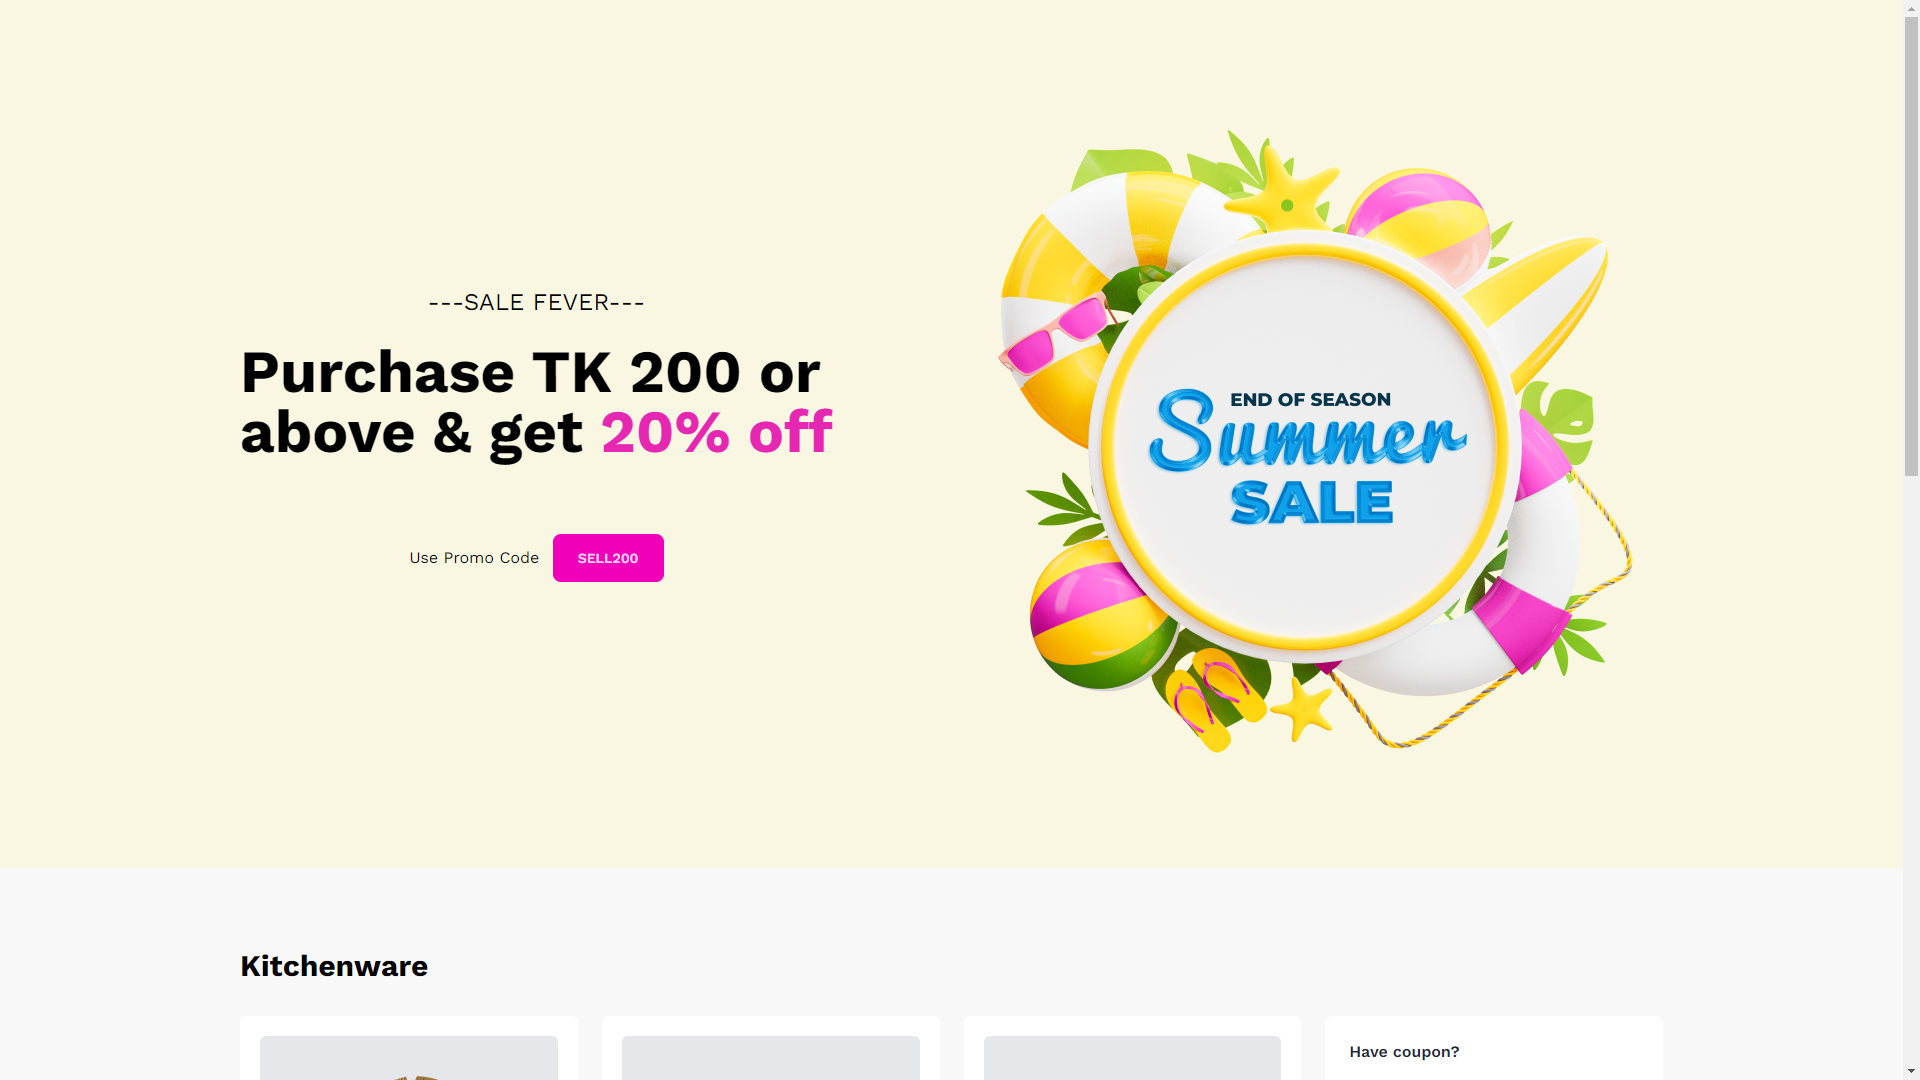 ---SALE FEVER---
Purchase TK 200 or
above & get 20% off
Use Promo Code SELL200
END OF SEASON
Summer
SALE
Kitchenware
Have coupon?